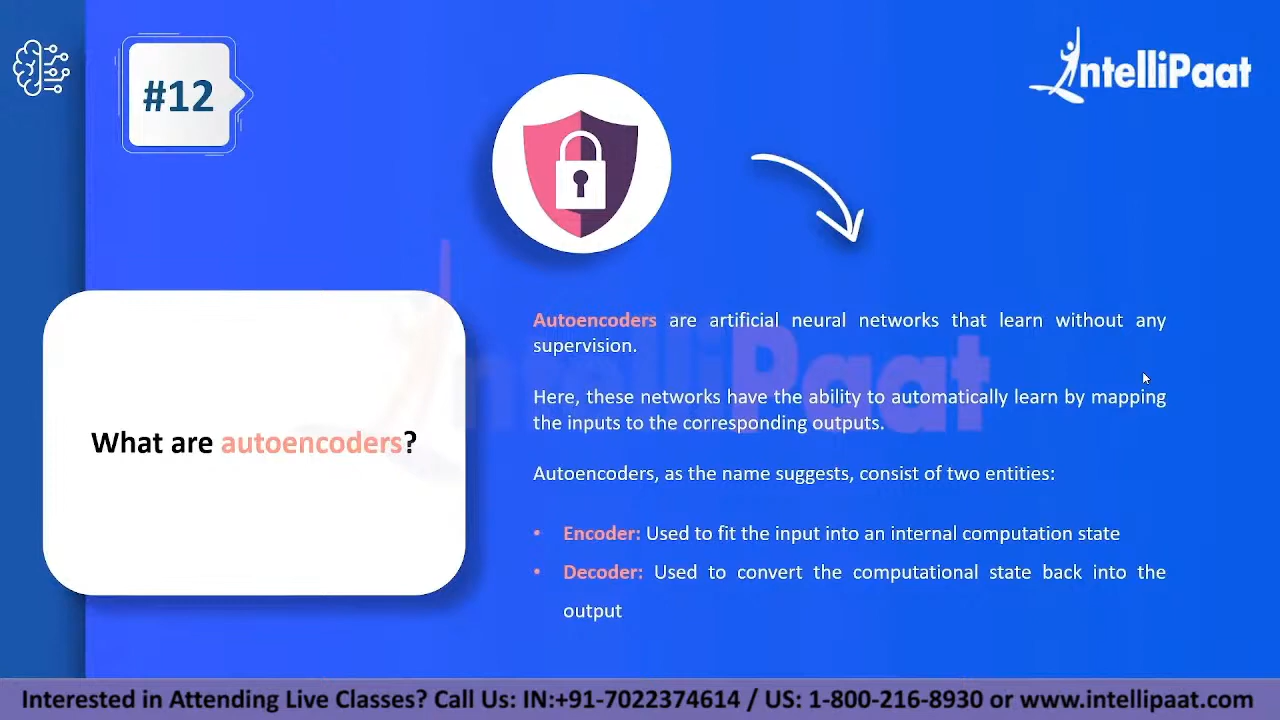 #12
IntelliPaat
Autoencoders are artificial neural networks that learn without any
supervision.
Here, these networks have the ability to automatically learn by mapping
the inputs to the corresponding outputs.
What are autoencoders?
Autoencoders, as the name suggests, consist of two entities:
• Encoder: Used to fit the input into an internal computation state
• Decoder: Used to convert the computational state back into the
output
IntelliPaat
Interested in Attending Live Classes? Call Us: IN:+91-7022374614 / US: 1-800-216-8930 or www.intellipaat.com